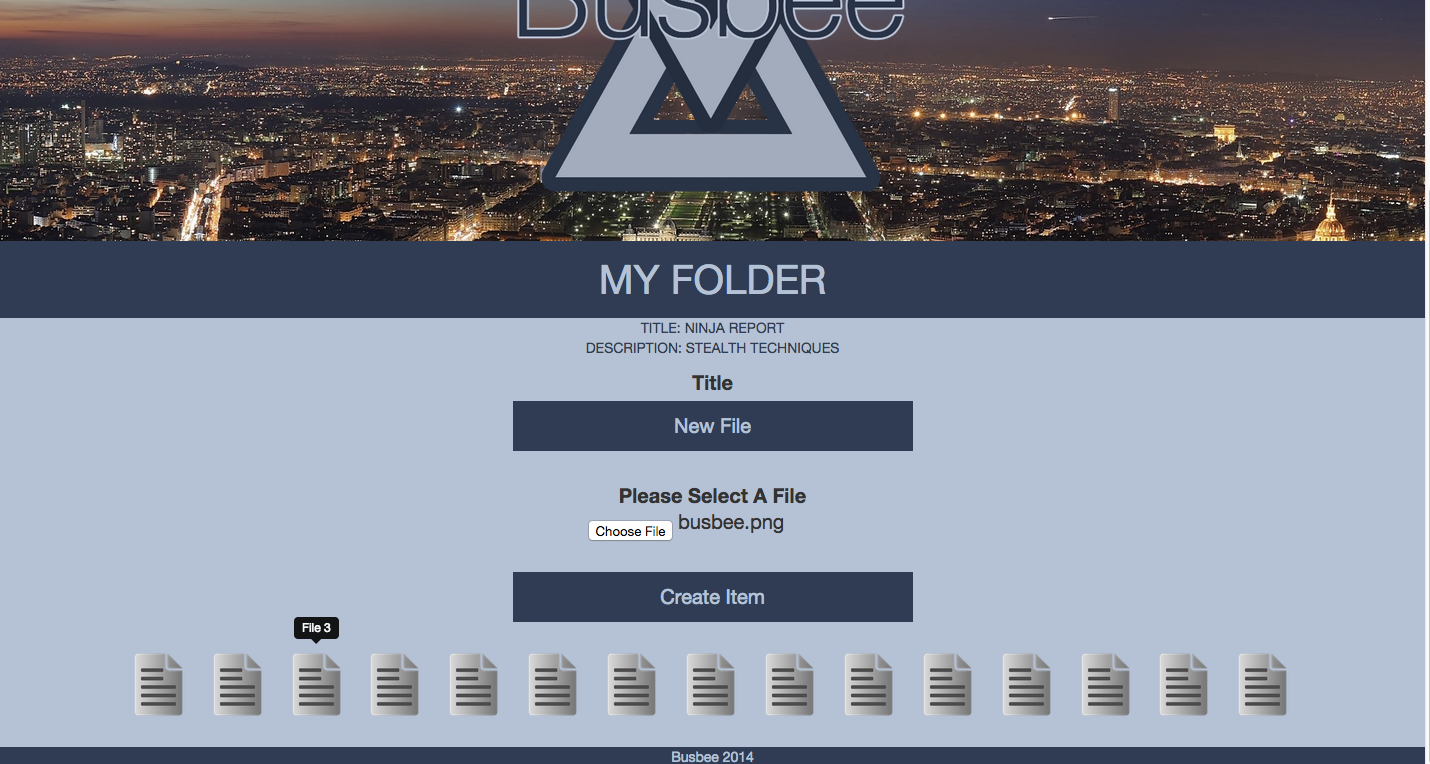 Busbee
MY FOLDER
TITLE: NINJA REPORT
DESCRIPTION: STEALTH TECHNIQUES
Title
New File
Please Select A File
Choose File busbee.png
Create Item
File 3
Busbee 2014